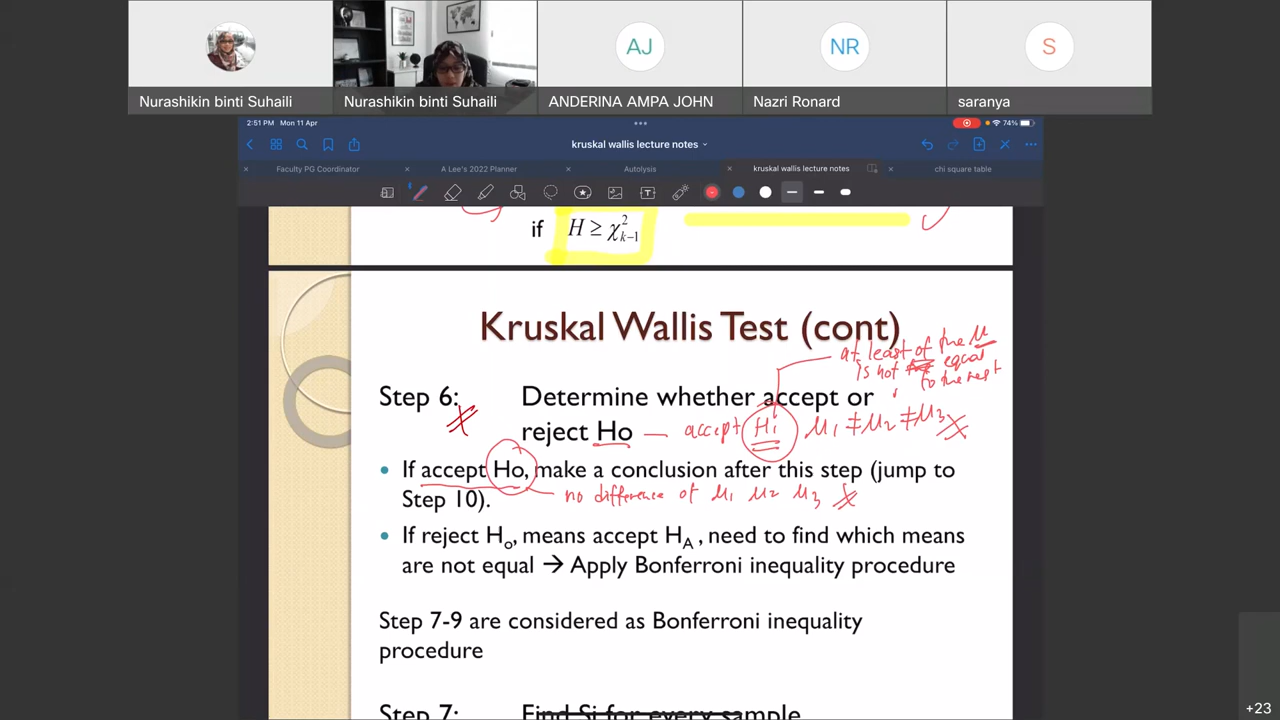 AJ
NR
S
Nurashikin binti Suhaili
Nurashikin binti Suhaili
ANDERINA AMPA JOHN
Nazri Ronard
saranya
2:51 PM Mon 11 Apr
74%
kruskal wallis lecture notes
Faculty PG Coordinator
A Lee's 2022 Planner
Autolysis
kruskal wallis lecture notes
chi square table
if H ≥ χ²ₖ₋₁
Kruskal Wallis Test (cont)
at least of the μ
is not equal
to the rest
Step 6: Determine whether accept or
reject Ho — accept H₁ μ₁ ≠ μ₂ ≠ μ₃
• If accept Ho, make a conclusion after this step (jump to
Step 10).
no difference of μ₁ μ₂ μ₃
• If reject Hₒ, means accept H_A , need to find which means
are not equal → Apply Bonferroni inequality procedure
Step 7-9 are considered as Bonferroni inequality
procedure
Step 7: Find Si for every sample
+23